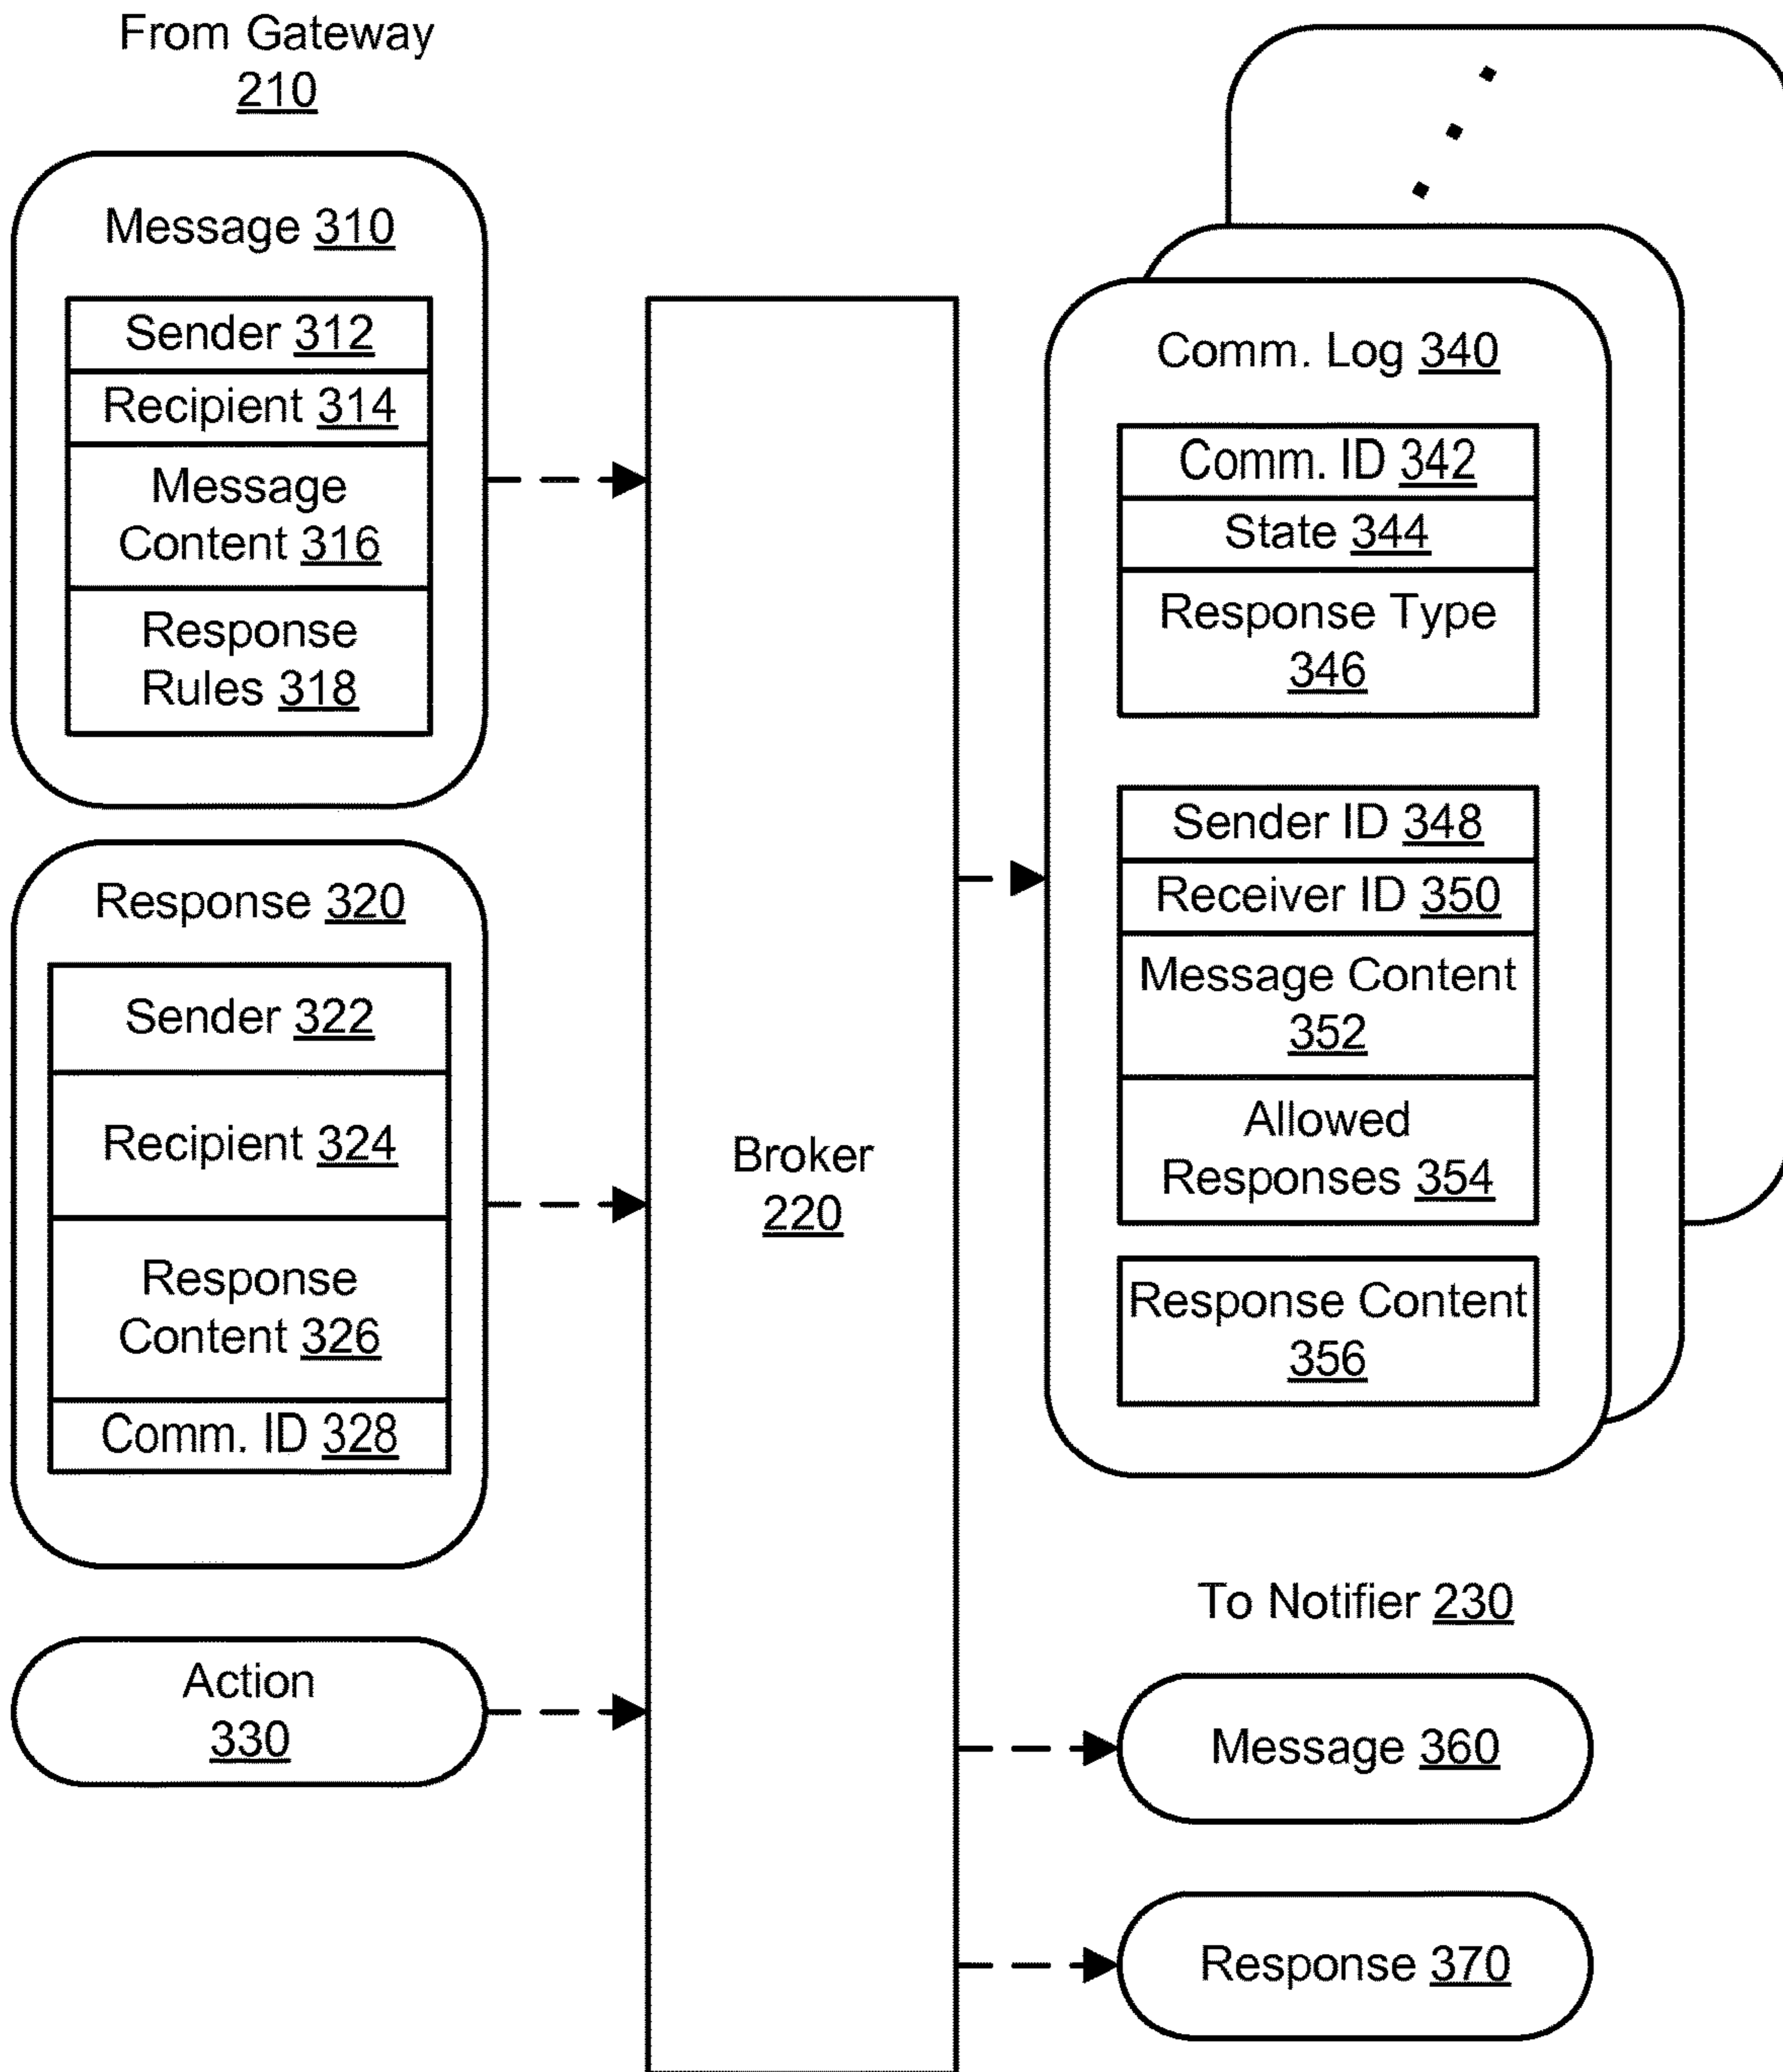 From Gateway
210
Message 310
Sender 312
Recipient 314
Message
Content 316
Response
Rules 318
Response 320
Sender 322
Recipient 324
Response
Content 326
Comm. ID 328
Action
330
Broker
220
Comm. Log 340
Comm. ID 342
State 344
Response Type
346
Sender ID 348
Receiver ID 350
Message Content
352
Allowed
Responses 354
Response Content
356
To Notifier 230
Message 360
Response 370